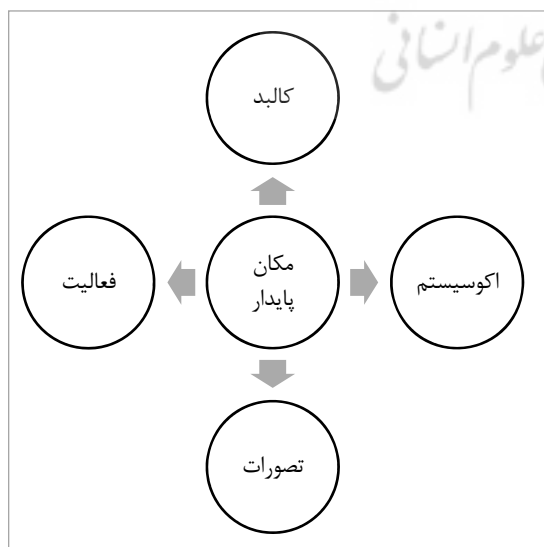 علوم انسانی
کالبد
فعالیت
مکان
پایدار
اکوسیستم
تصورات